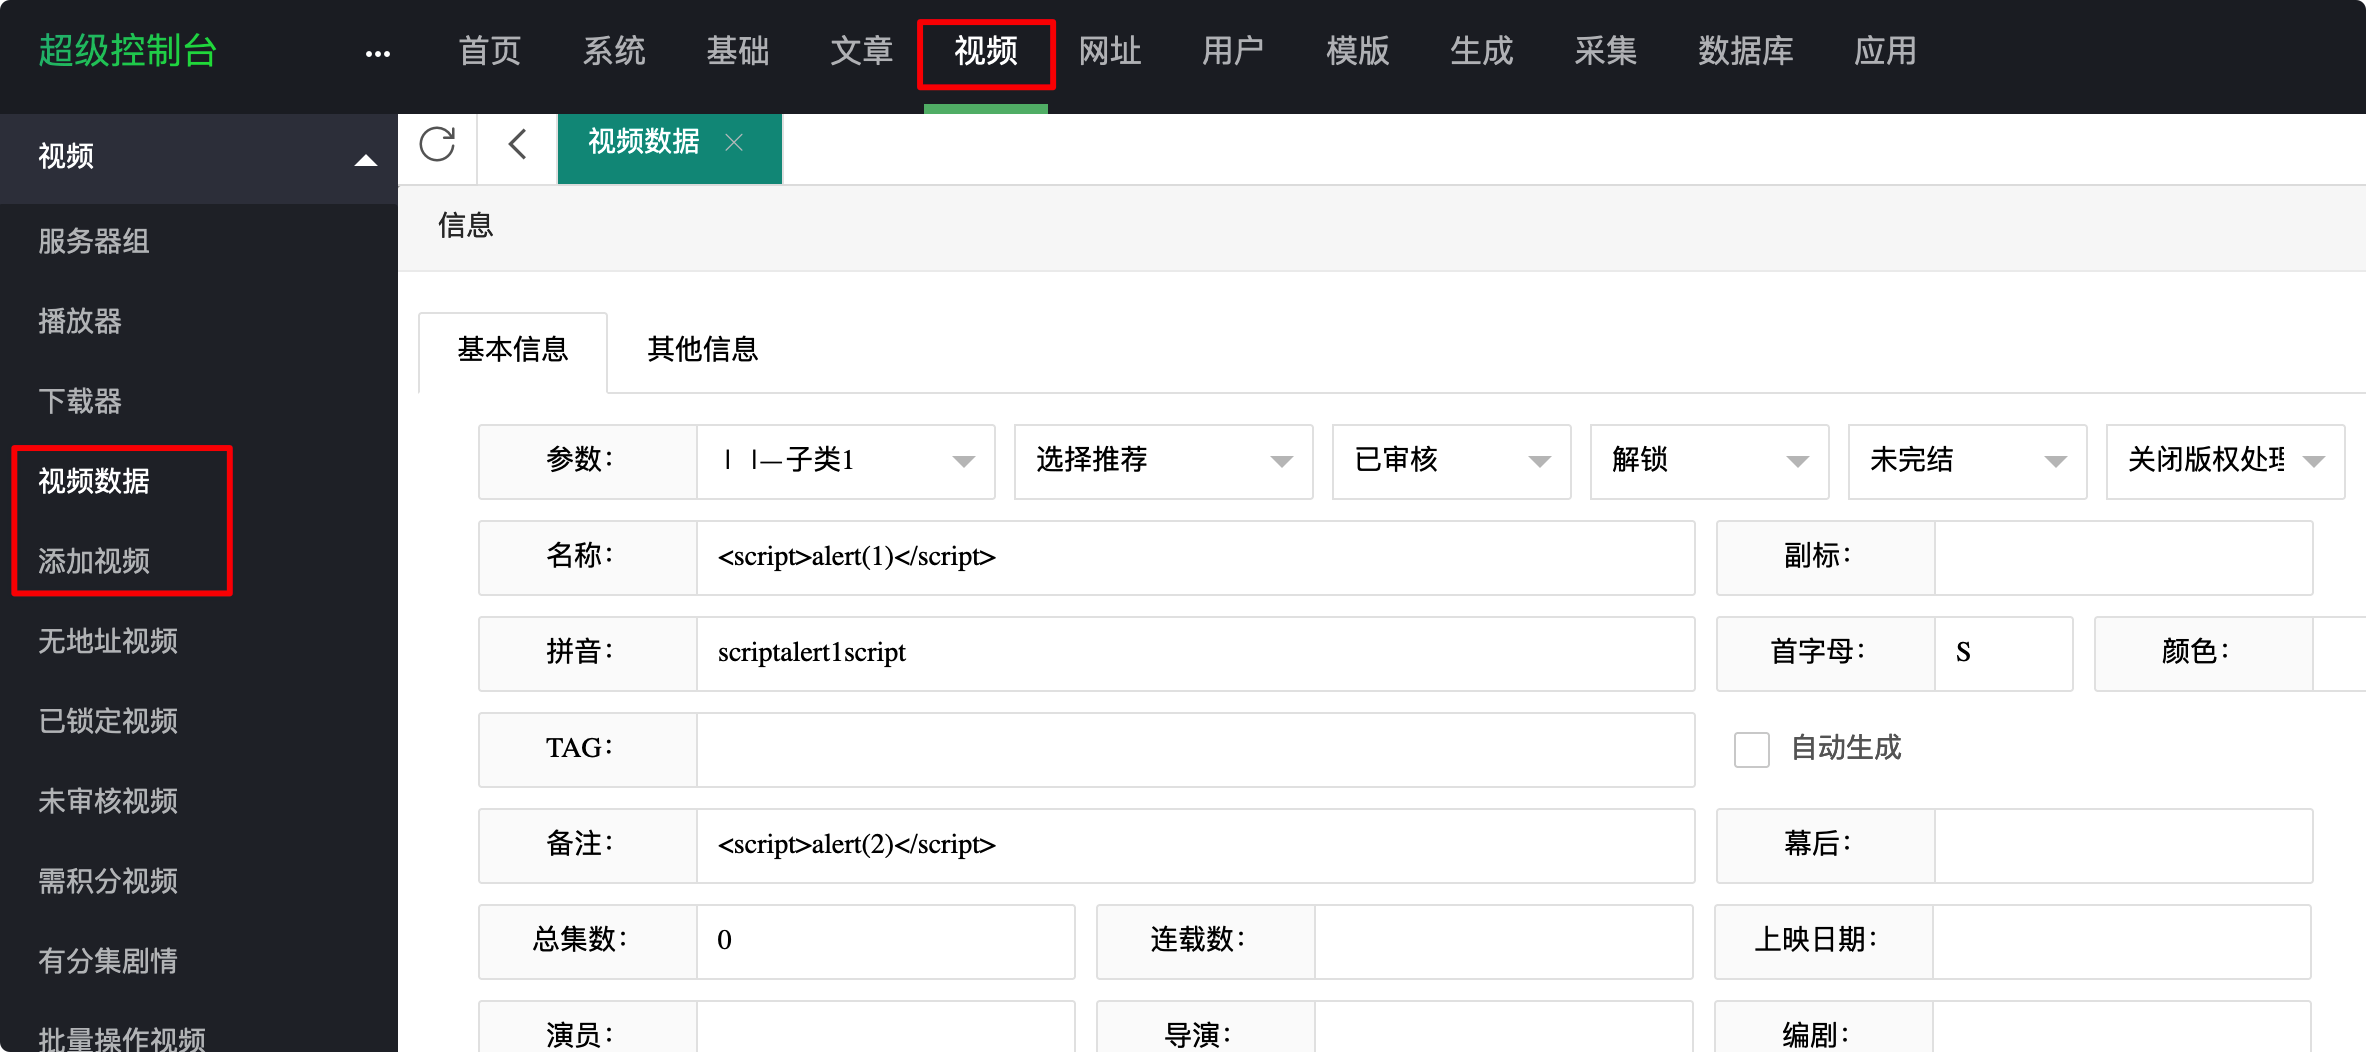 超级控制台 ··· 首页 系统 基础 文章 视频 网址 用户 模版 生成 采集 数据库 应用
视频
服务器组
播放器
下载器
视频数据
添加视频
无地址视频
已锁定视频
未审核视频
需积分视频
有分集剧情
批量操作视频
视频数据
信息
基本信息 其他信息
参数： | |—子类1 选择推荐 已审核 解锁 未完结 关闭版权处理
名称： <script>alert(1)</script> 副标：
拼音： scriptalert1script 首字母： S 颜色：
TAG： 自动生成
备注： <script>alert(2)</script> 幕后：
总集数： 0 连载数： 上映日期：
演员： 导演： 编剧：